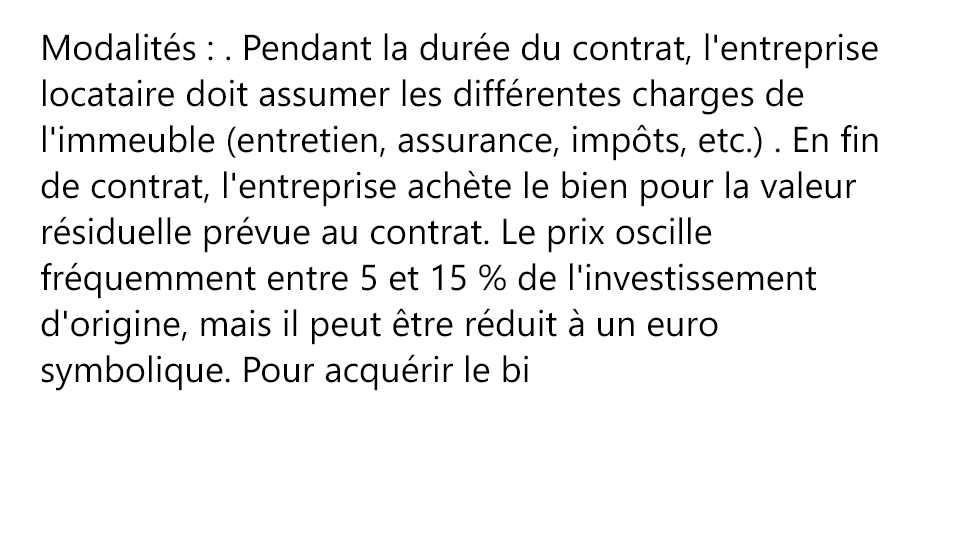 Modalités : . Pendant la durée du contrat, l'entreprise
locataire doit assumer les différentes charges de
l'immeuble (entretien, assurance, impôts, etc.) . En fin
de contrat, l'entreprise achète le bien pour la valeur
résiduelle prévue au contrat. Le prix oscille
fréquemment entre 5 et 15 % de l'investissement
d'origine, mais il peut être réduit à un euro
symbolique. Pour acquérir le bi